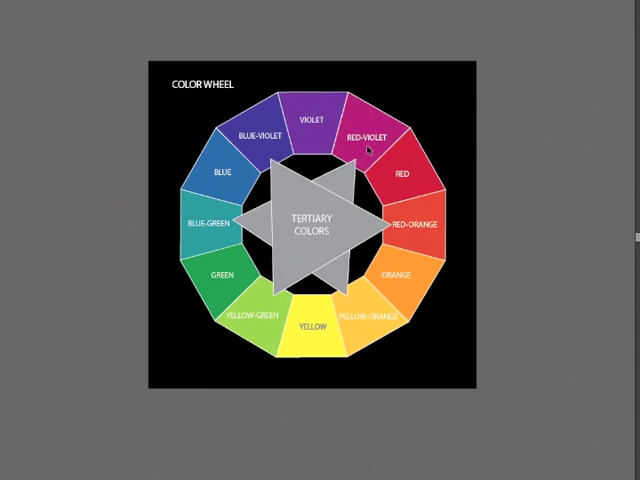 COLOR WHEEL
VIOLET
BLUE-VIOLET
RED-VIOLET
BLUE
RED
BLUE-GREEN
TERTIARY
COLORS
RED-ORANGE
GREEN
ORANGE
YELLOW-GREEN
YELLOW
YELLOW-ORANGE